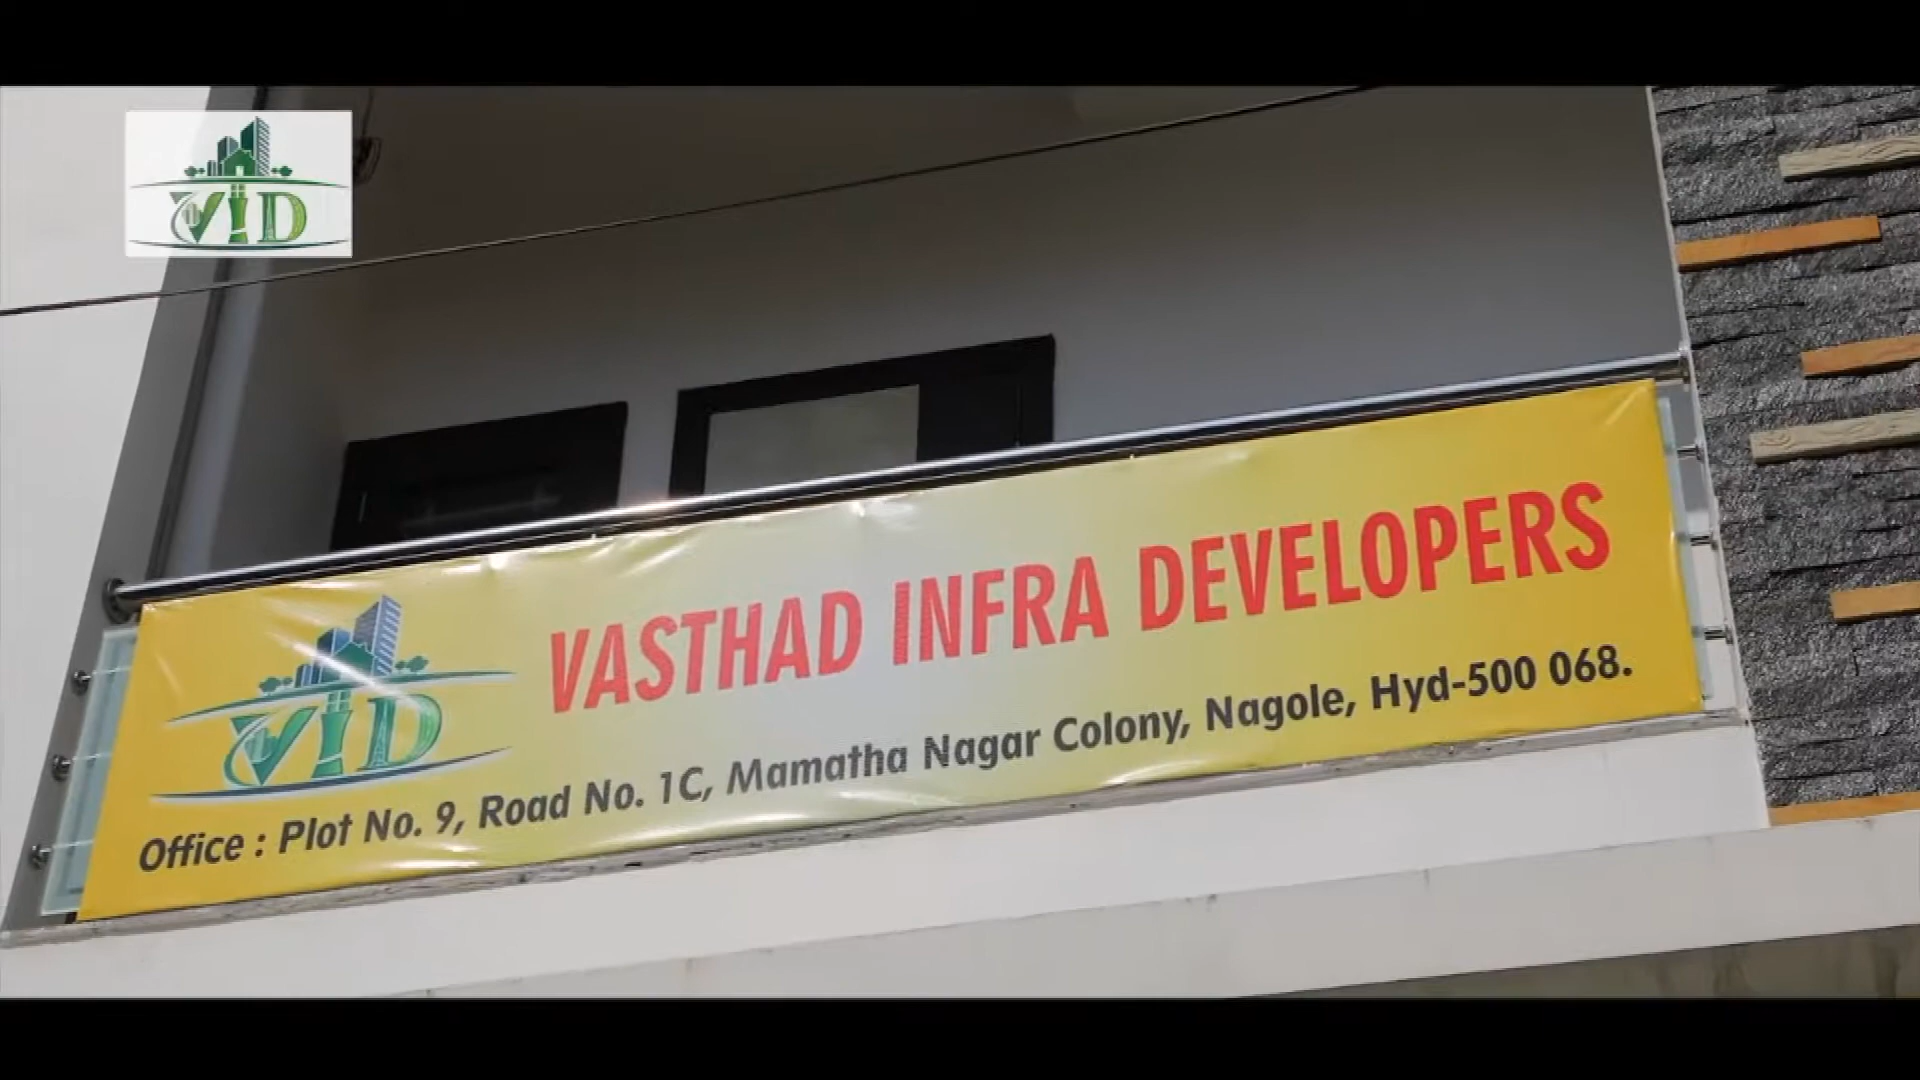 VID
VASTHAD INFRA DEVELOPERS
VID
Office : Plot No. 9, Road No. 1C, Mamatha Nagar Colony, Nagole, Hyd-500 068.